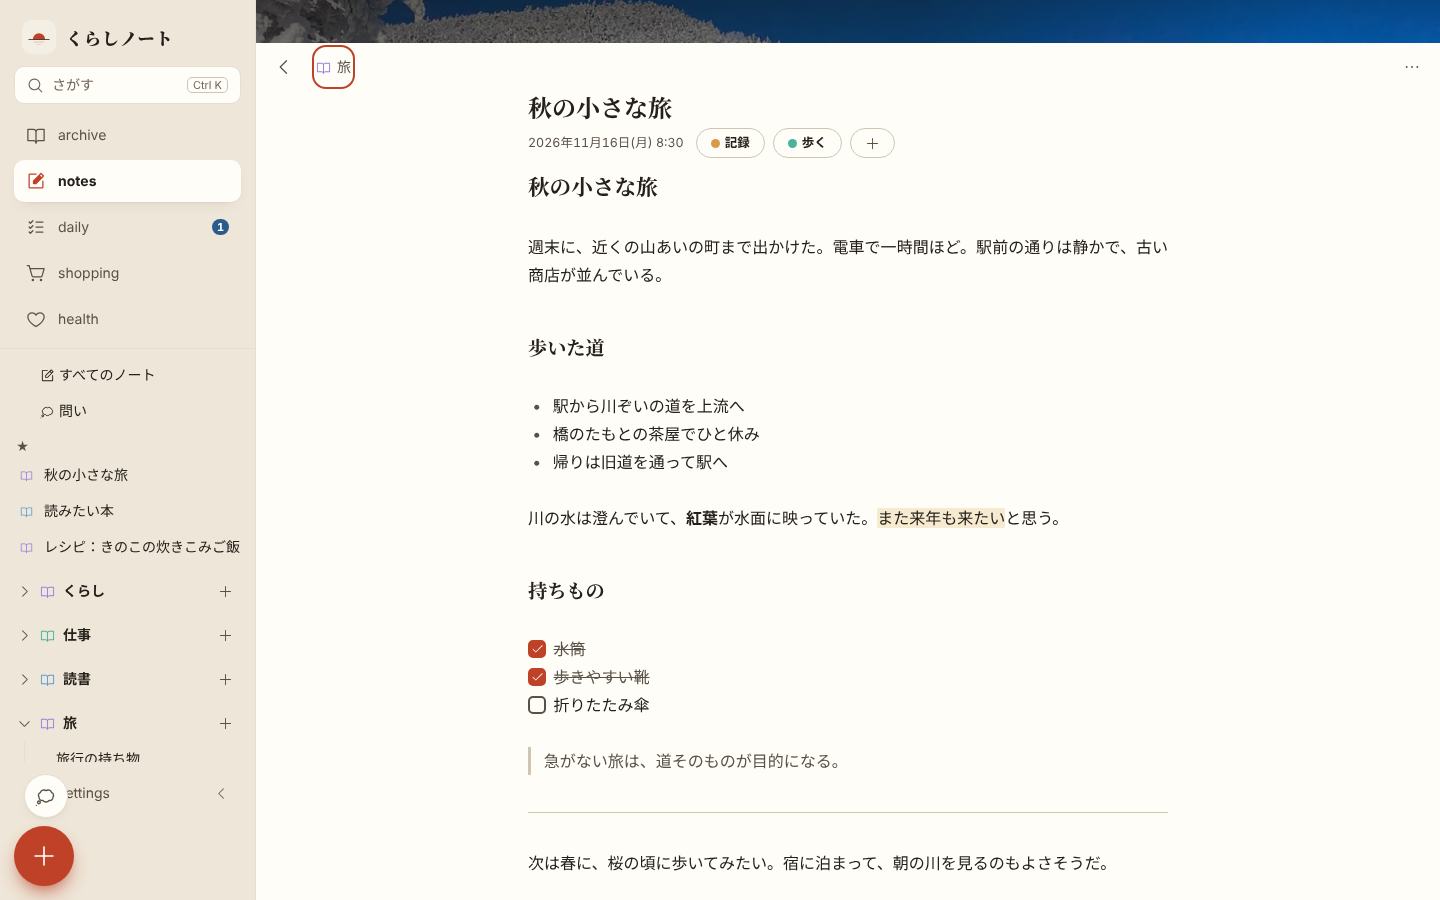 くらしノート
さがす Ctrl K
archive
notes
daily 1
shopping
health
すべてのノート
問い
★
秋の小さな旅
読みたい本
レシピ：きのこの炊きこみご飯
くらし
仕事
読書
旅
旅行の持ち物
ettings
旅
…
秋の小さな旅
2026年11月16日(月) 8:30 記録 歩く
秋の小さな旅
週末に、近くの山あいの町まで出かけた。電車で一時間ほど。駅前の通りは静かで、古い
商店が並んでいる。
歩いた道
• 駅から川ぞいの道を上流へ
• 橋のたもとの茶屋でひと休み
• 帰りは旧道を通って駅へ
川の水は澄んでいて、紅葉が水面に映っていた。また来年も来たいと思う。
持ちもの
水筒
歩きやすい靴
折りたたみ傘
急がない旅は、道そのものが目的になる。
次は春に、桜の頃に歩いてみたい。宿に泊まって、朝の川を見るのもよさそうだ。